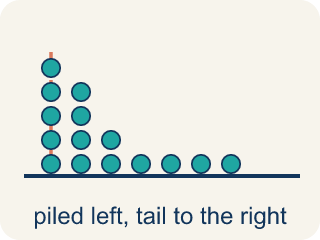 piled left, tail to the right